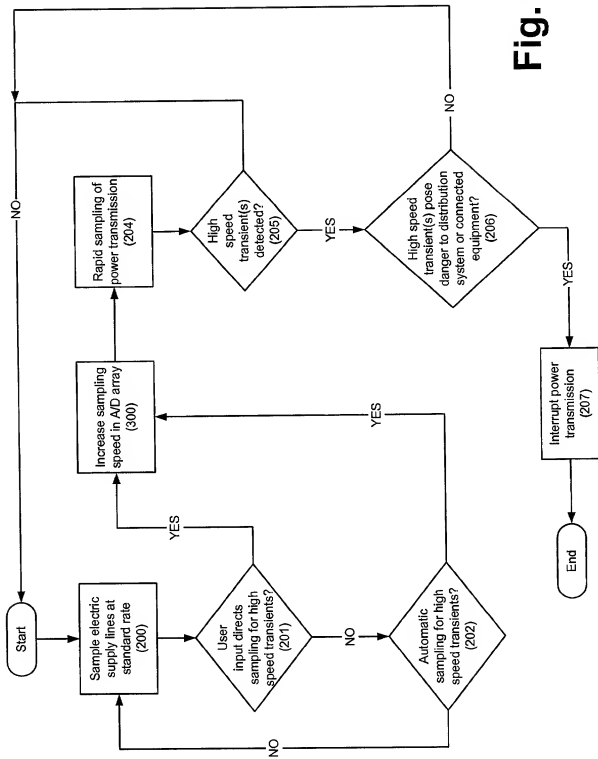 Start
NO
Sample electric
supply lines at
standard rate
(200)
User
input directs
sampling for high
speed transients?
(201)
YES
NO
Automatic
sampling for high
speed transients?
(202)
NO
YES
Increase sampling
speed in A/D array
(300)
Rapid sampling of
power transmission
(204)
High
speed
transient(s)
detected?
(205)
YES
High speed
transient(s) pose
danger to distribution
system or connected
equipment?
(206)
NO
YES
Interrupt power
transmission
(207)
End
Fig.